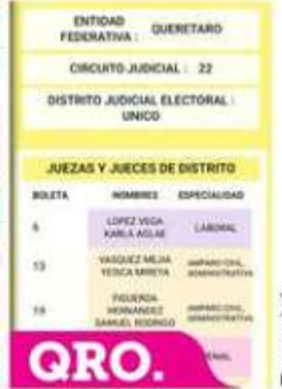 ENTIDAD
FEDERATIVA : QUERETARO
CIRCUITO JUDICIAL : 22
DISTRITO JUDICIAL ELECTORAL :
UNICO
JUEZAS Y JUECES DE DISTRITO
BOLETA NOMBRES ESPECIALIDAD
6
LOPEZ VEGA
KARLA AGLAE
LABORAL
13
VASQUEZ MEJIA
YESICA MIREYA
AMPARO CIVIL,
ADMINISTRATIVA
19
FIGUEROA
HERNANDEZ
SAMUEL RODRIGO
AMPARO CIVIL,
ADMINISTRATIVA
QRO.